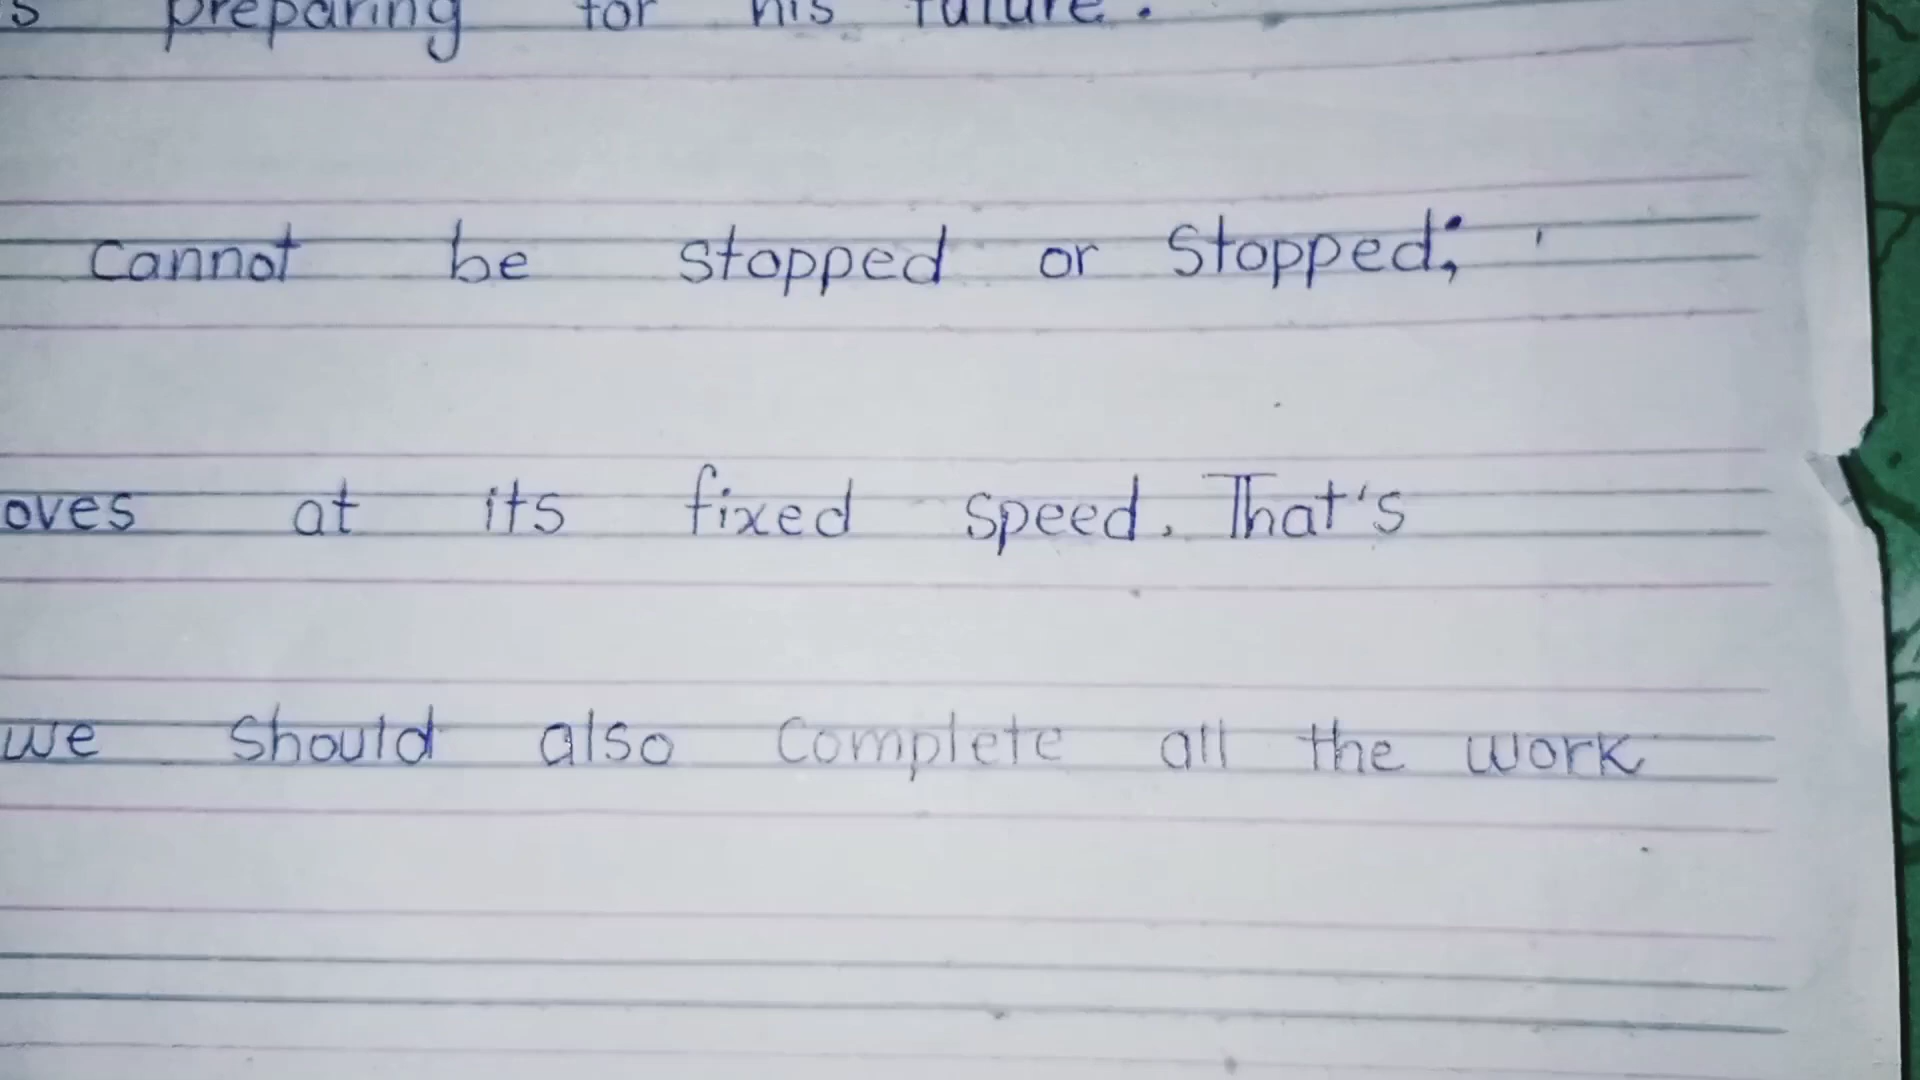 s preparing for his future.
cannot be stopped or stopped;
oves at its fixed speed. That's
we should also complete all the work